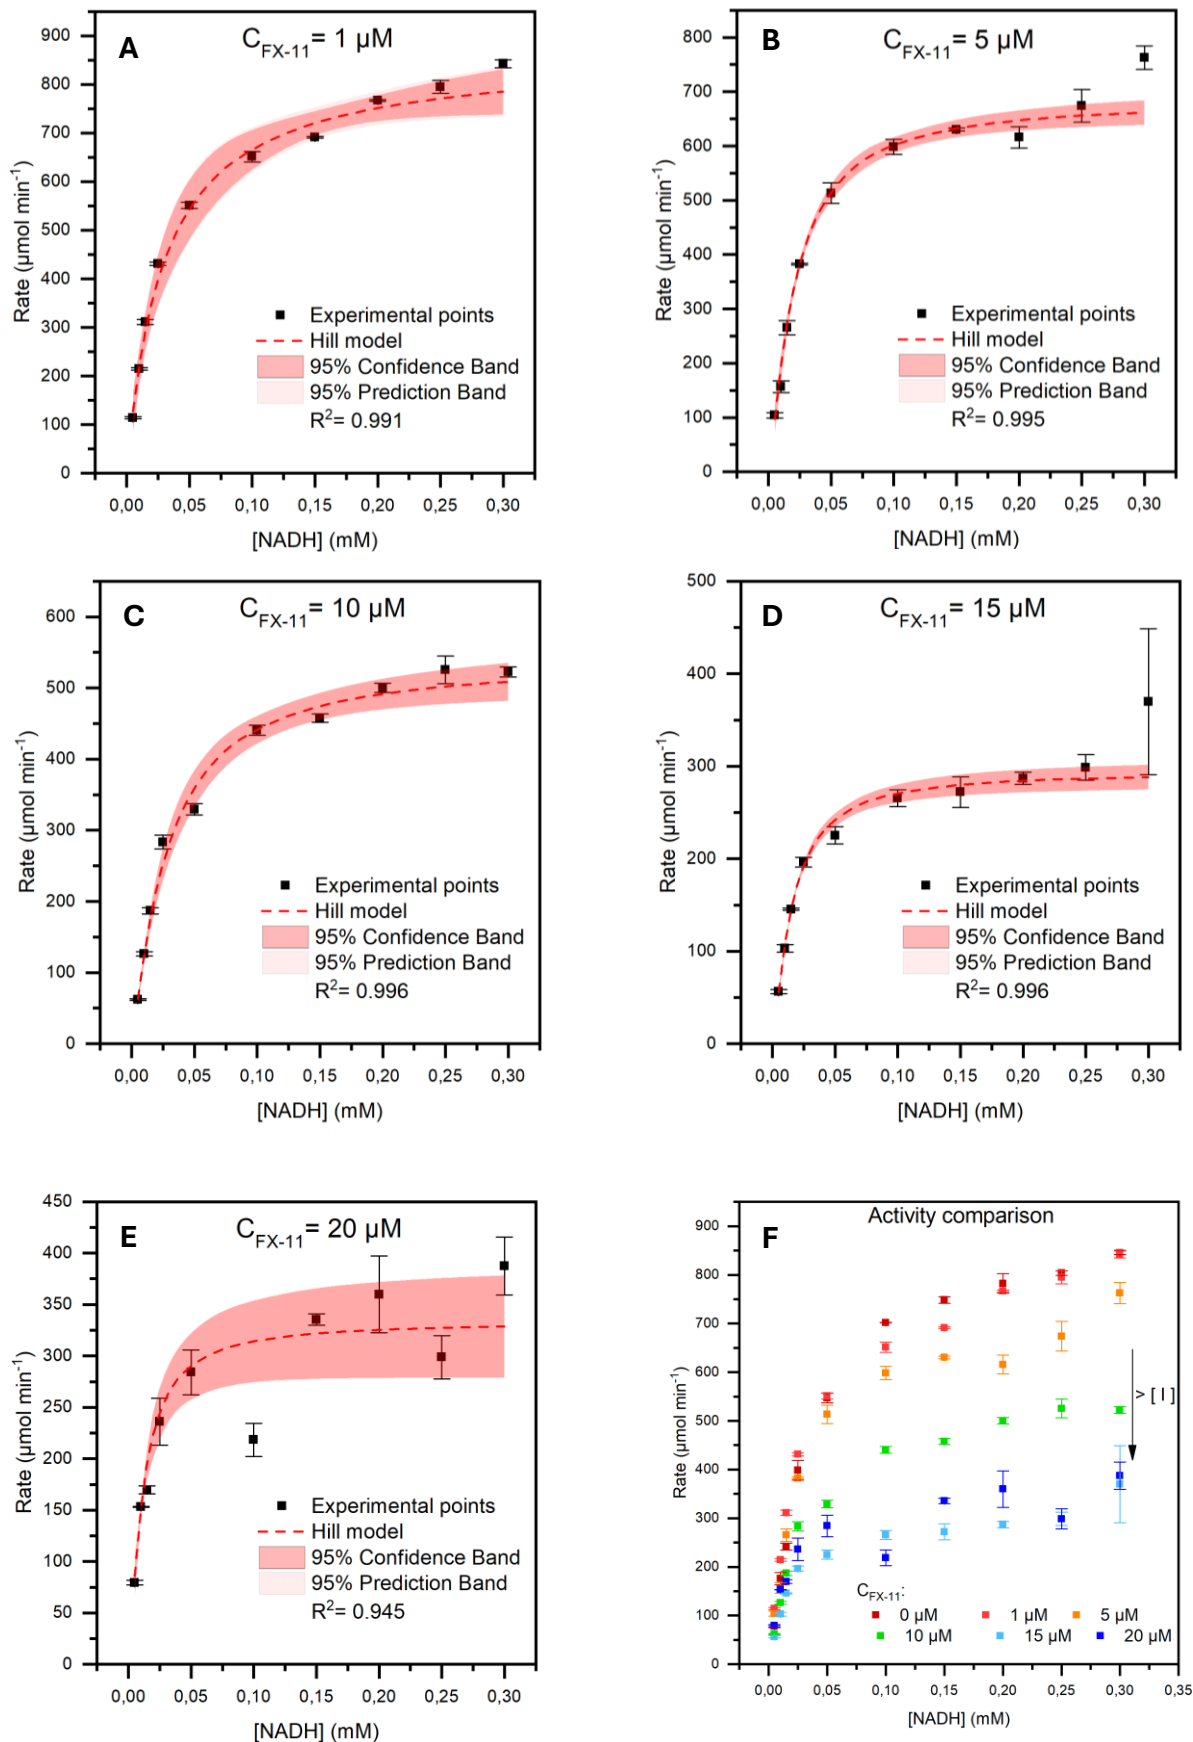 A
C_FX-11 = 1 µM
900
800
700
600
500
400
300
200
100
0
Rate (µmol min⁻¹)
Experimental points
Hill model
95% Confidence Band
95% Prediction Band
R²= 0.991
0,00 0,05 0,10 0,15 0,20 0,25 0,30
[NADH] (mM)
B
C_FX-11 = 5 µM
800
700
600
500
400
300
200
100
0
Rate (µmol min⁻¹)
Experimental points
Hill model
95% Confidence Band
95% Prediction Band
R²= 0.995
0,00 0,05 0,10 0,15 0,20 0,25 0,30
[NADH] (mM)
C
C_FX-11 = 10 µM
600
500
400
300
200
100
0
Rate (µmol min⁻¹)
Experimental points
Hill model
95% Confidence Band
95% Prediction Band
R²= 0.996
0,00 0,05 0,10 0,15 0,20 0,25 0,30
[NADH] (mM)
D
C_FX-11 = 15 µM
500
400
300
200
100
0
Rate (µmol min⁻¹)
Experimental points
Hill model
95% Confidence Band
95% Prediction Band
R²= 0.996
0,00 0,05 0,10 0,15 0,20 0,25 0,30
[NADH] (mM)
E
C_FX-11 = 20 µM
450
400
350
300
250
200
150
100
50
0
Rate (µmol min⁻¹)
Experimental points
Hill model
95% Confidence Band
95% Prediction Band
R²= 0.945
0,00 0,05 0,10 0,15 0,20 0,25 0,30
[NADH] (mM)
F
Activity comparison
900
800
700
600
500
400
300
200
100
0
Rate (µmol min⁻¹)
> [ I ]
C_FX-11:
0 µM 1 µM 5 µM
10 µM 15 µM 20 µM
0,00 0,05 0,10 0,15 0,20 0,25 0,30 0,35
[NADH] (mM)